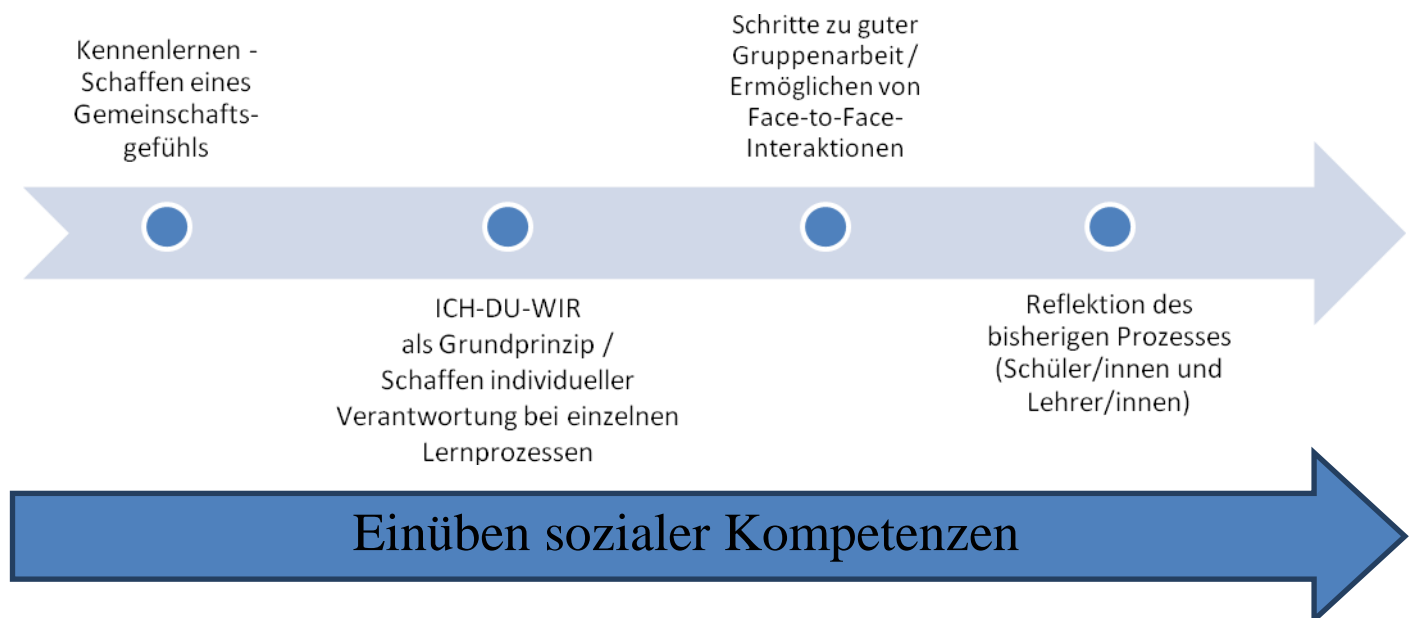 Kennenlernen -
Schaffen eines
Gemeinschafts-
gefühls
ICH-DU-WIR
als Grundprinzip /
Schaffen individueller
Verantwortung bei einzelnen
Lernprozessen
Schritte zu guter
Gruppenarbeit /
Ermöglichen von
Face-to-Face-
Interaktionen
Reflektion des
bisherigen Prozesses
(Schüler/innen und
Lehrer/innen)
Einüben sozialer Kompetenzen